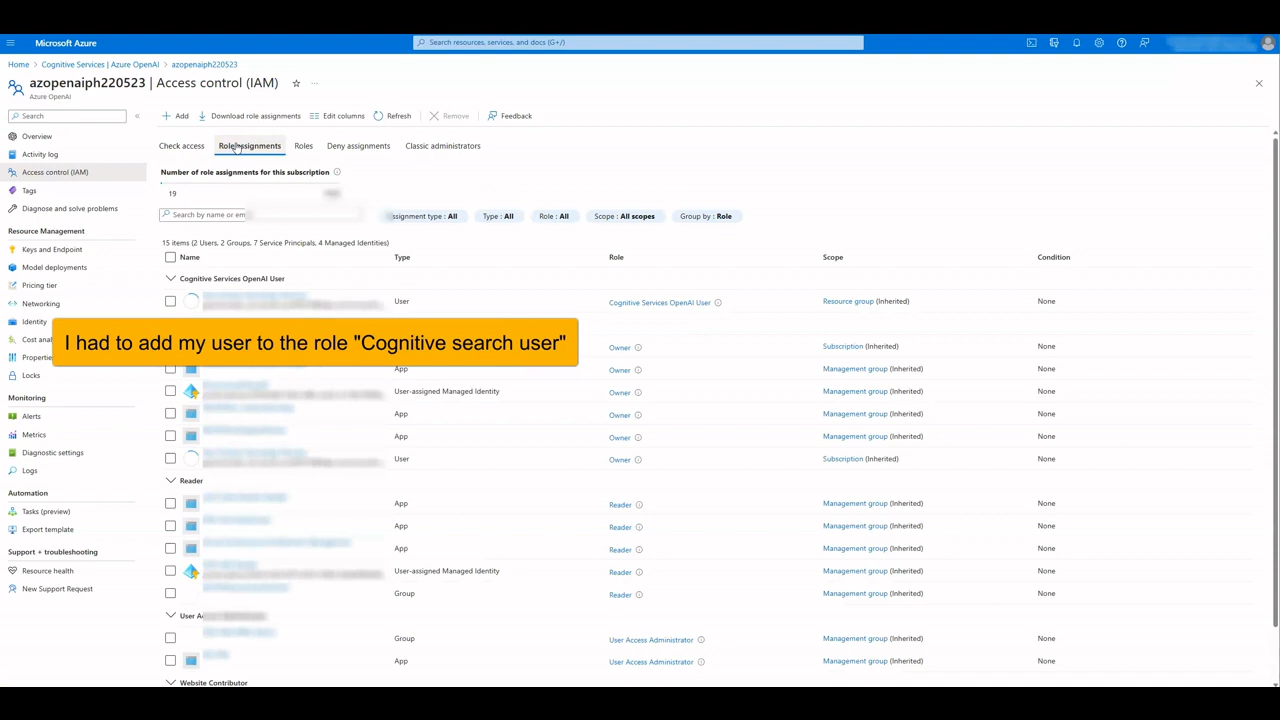 Microsoft Azure
Search resources, services, and docs (G+/)
Home > Cognitive Services | Azure OpenAI > azopenaiph220523
azopenaiph220523 | Access control (IAM)
Azure OpenAI
Search
Add Download role assignments Edit columns Refresh Remove Feedback
Overview
Activity log
Access control (IAM)
Tags
Diagnose and solve problems
Resource Management
Keys and Endpoint
Model deployments
Pricing tier
Networking
Identity
Cost anal
Propertie
Locks
Monitoring
Alerts
Metrics
Diagnostic settings
Logs
Automation
Tasks (preview)
Export template
Support + troubleshooting
Resource health
New Support Request
Check access Role assignments Roles Deny assignments Classic administrators
Number of role assignments for this subscription
19
Search by name or em
Assignment type : All Type : All Role : All Scope : All scopes Group by : Role
15 items (2 Users, 2 Groups, 7 Service Principals, 4 Managed Identities)
Name Type Role Scope Condition
Cognitive Services OpenAI User
User Cognitive Services OpenAI User Resource group (Inherited) None
I had to add my user to the role "Cognitive search user"
Owner Subscription (Inherited) None
App Owner Management group (Inherited) None
User-assigned Managed Identity Owner Management group (Inherited) None
App Owner Management group (Inherited) None
App Owner Management group (Inherited) None
User Owner Subscription (Inherited) None
Reader
App Reader Management group (Inherited) None
App Reader Management group (Inherited) None
App Reader Management group (Inherited) None
User-assigned Managed Identity Reader Management group (Inherited) None
Group Reader Management group (Inherited) None
User A
Group User Access Administrator Management group (Inherited) None
App User Access Administrator Management group (Inherited) None
Website Contributor